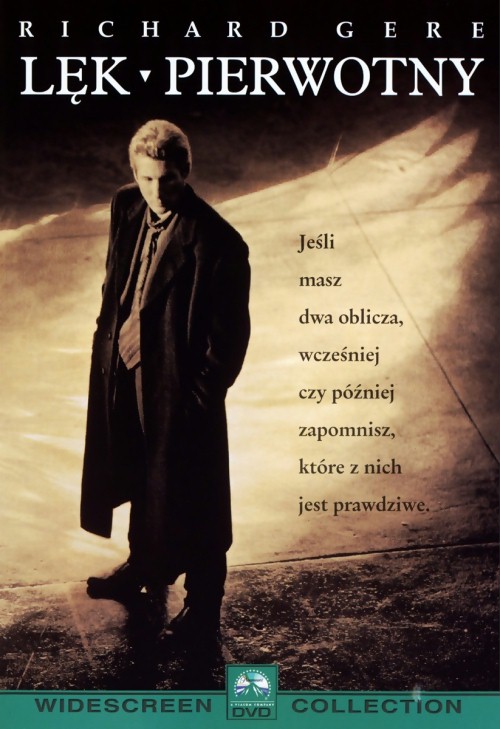 RICHARD GERE
LĘK PIERWOTNY
Jeśli
masz
dwa oblicza,
wcześniej
czy później
zapomnisz,
które z nich
jest prawdziwe.
WIDESCREEN DVD COLLECTION